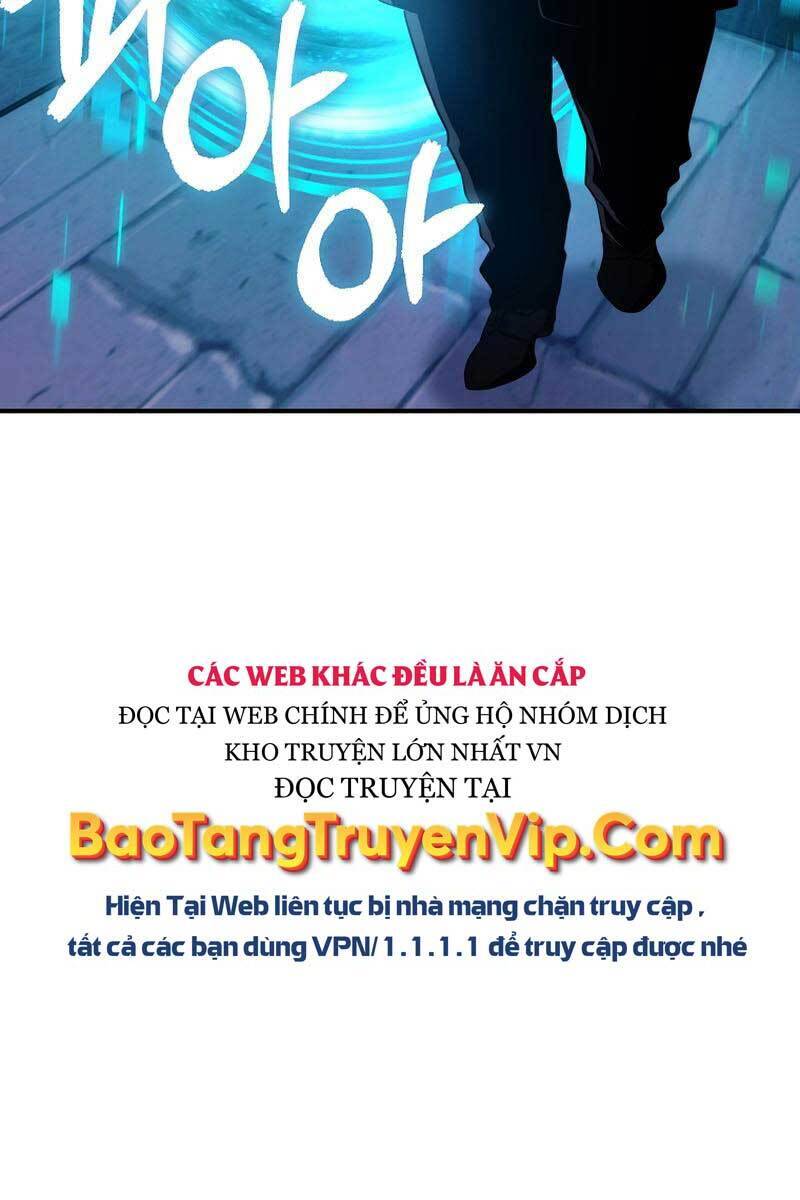 화
아
아
CÁC WEB KHÁC ĐỀU LÀ ĂN CẮP
ĐỌC TẠI WEB CHÍNH ĐỂ ỦNG HỘ NHÓM DỊCH
KHO TRUYỆN LỚN NHẤT VN
ĐỌC TRUYỆN TẠI
BaoTangTruyenVip.Com
Hiện Tại Web liên tục bị nhà mạng chặn truy cập ,
tất cả các bạn dùng VPN/ 1.1.1.1 để truy cập được nhé